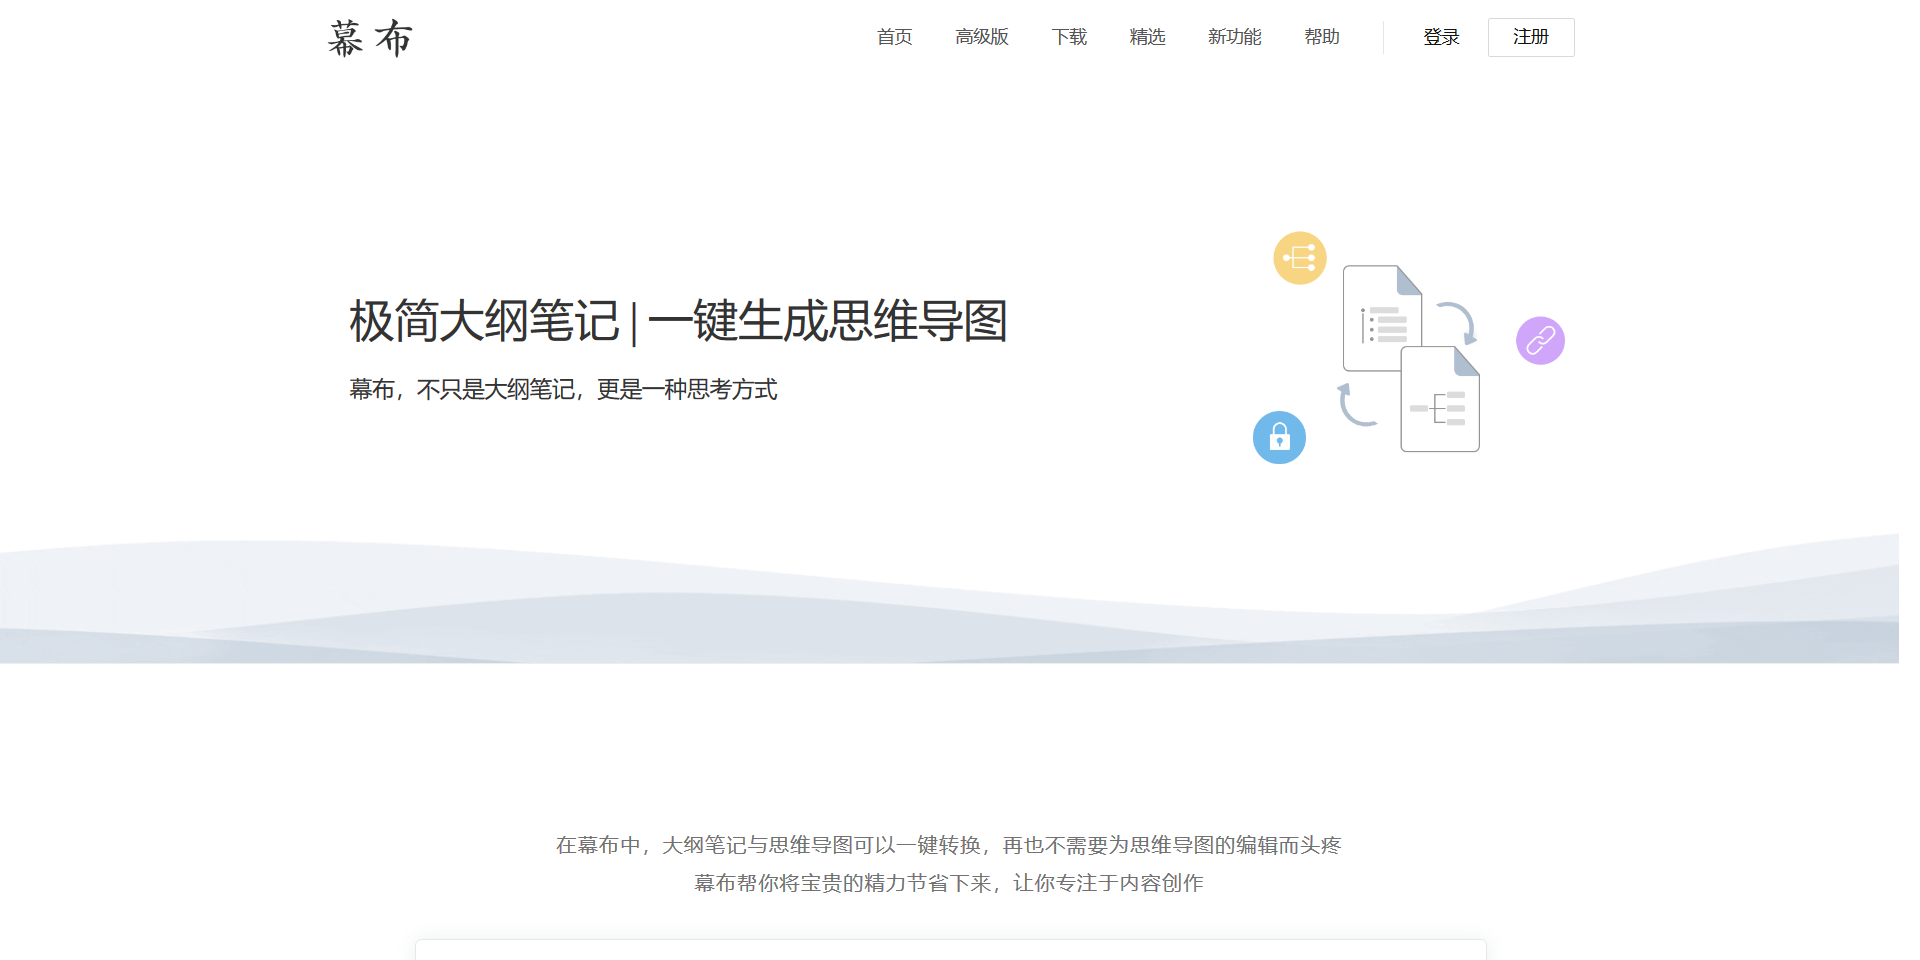 幕布
首页 高级版 下载 精选 新功能 帮助 登录 注册
极简大纲笔记 | 一键生成思维导图
幕布，不只是大纲笔记，更是一种思考方式
在幕布中，大纲笔记与思维导图可以一键转换，再也不需要为思维导图的编辑而头疼
幕布帮你将宝贵的精力节省下来，让你专注于内容创作